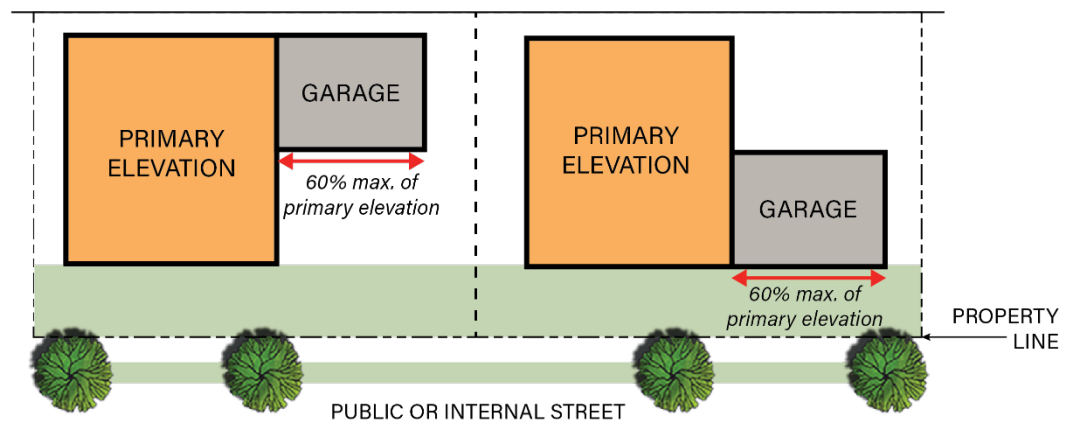 PRIMARY
ELEVATION
GARAGE
60% max. of
primary elevation
PRIMARY
ELEVATION
GARAGE
60% max. of
primary elevation
PROPERTY
LINE
PUBLIC OR INTERNAL STREET